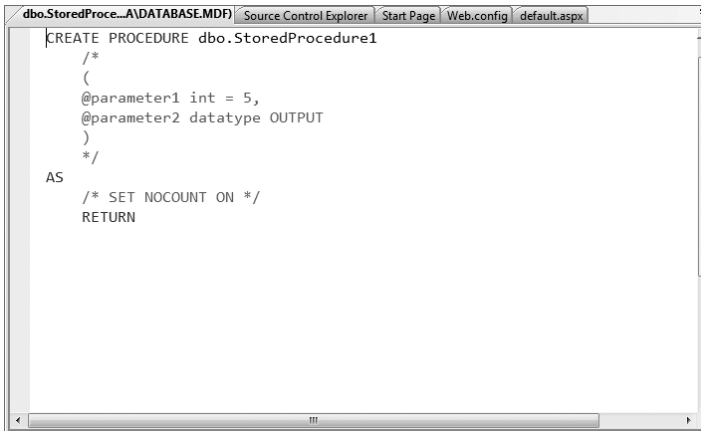 dbo.StoredProce...A\DATABASE.MDF) Source Control Explorer Start Page Web.config default.aspx
CREATE PROCEDURE dbo.StoredProcedure1
/*
(
@parameter1 int = 5,
@parameter2 datatype OUTPUT
)
*/
AS
/* SET NOCOUNT ON */
RETURN